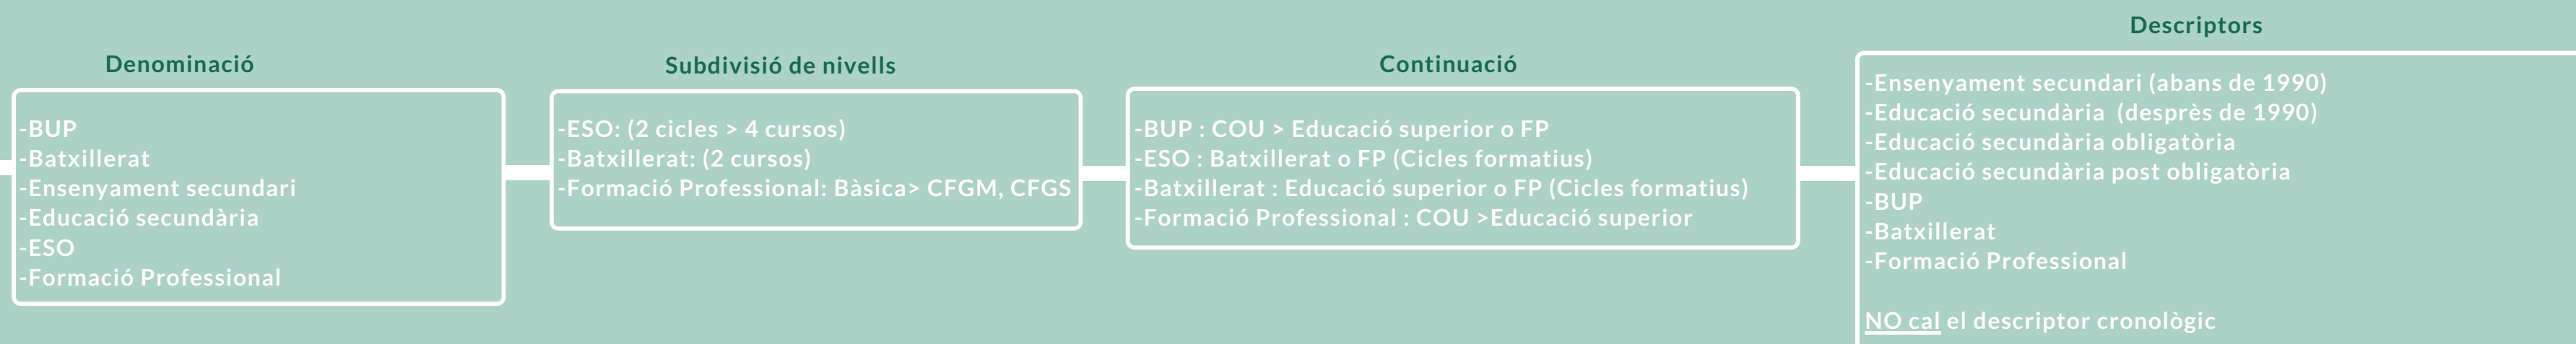 Denominació
-BUP
-Batxillerat
-Ensenyament secundari
-Educació secundària
-ESO
-Formació Professional
Subdivisió de nivells
-ESO: (2 cicles > 4 cursos)
-Batxillerat: (2 cursos)
-Formació Professional: Bàsica> CFGM, CFGS
Continuació
-BUP : COU > Educació superior o FP
-ESO : Batxillerat o FP (Cicles formatius)
-Batxillerat : Educació superior o FP (Cicles formatius)
-Formació Professional : COU >Educació superior
Descriptors
-Ensenyament secundari (abans de 1990)
-Educació secundària  (desprès de 1990)
-Educació secundària obligatòria
-Educació secundària post obligatòria
-BUP
-Batxillerat
-Formació Professional
NO cal el descriptor cronològic